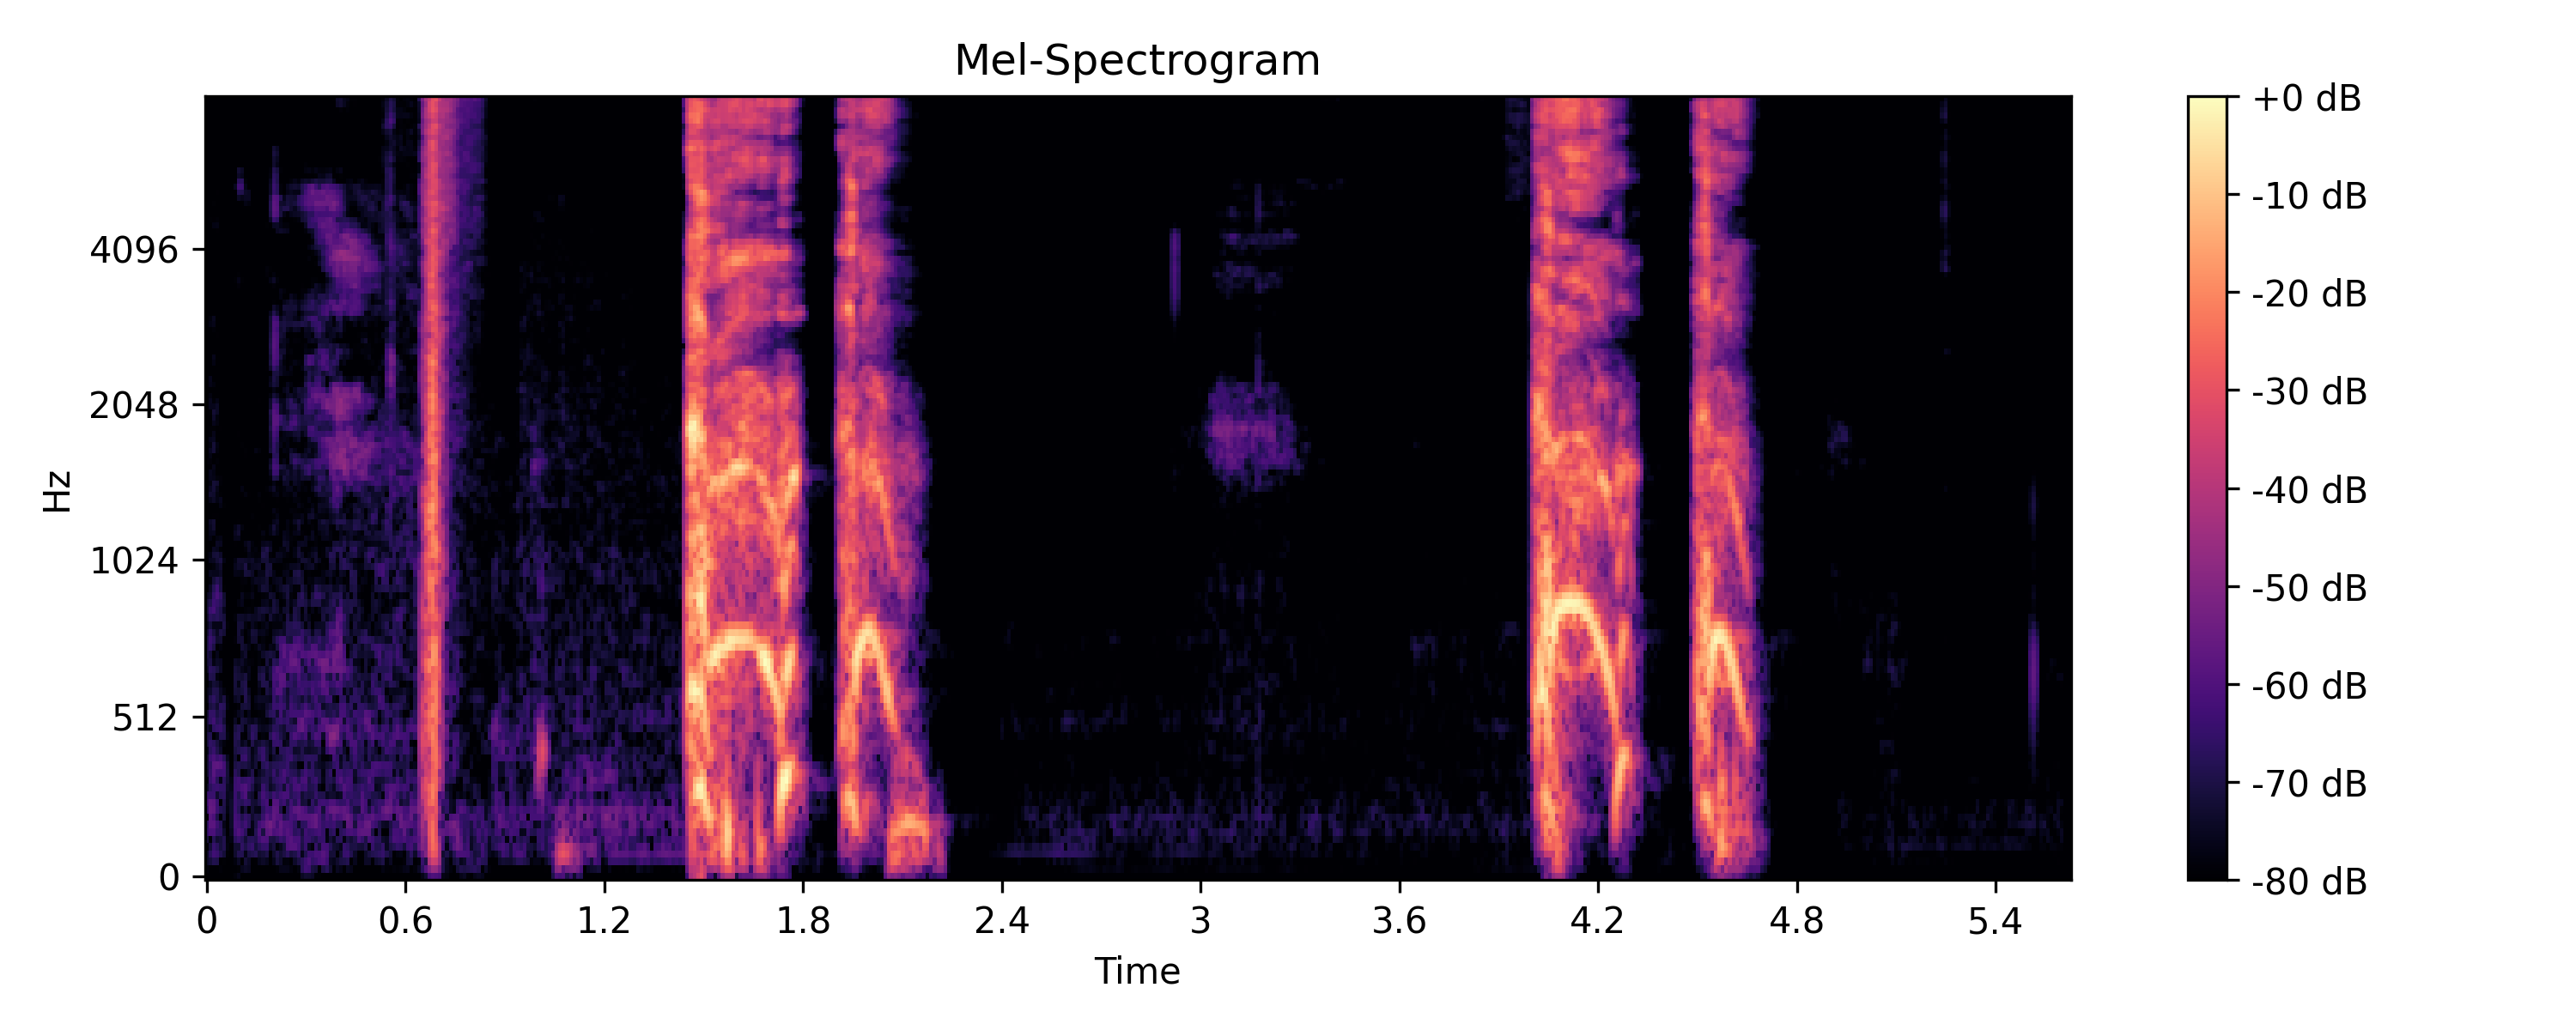 Mel-Spectrogram
+0 dB
-10 dB
-20 dB
-30 dB
-40 dB
-50 dB
-60 dB
-70 dB
-80 dB
4096
2048
1024
512
0
Hz
0 0.6 1.2 1.8 2.4 3 3.6 4.2 4.8 5.4
Time